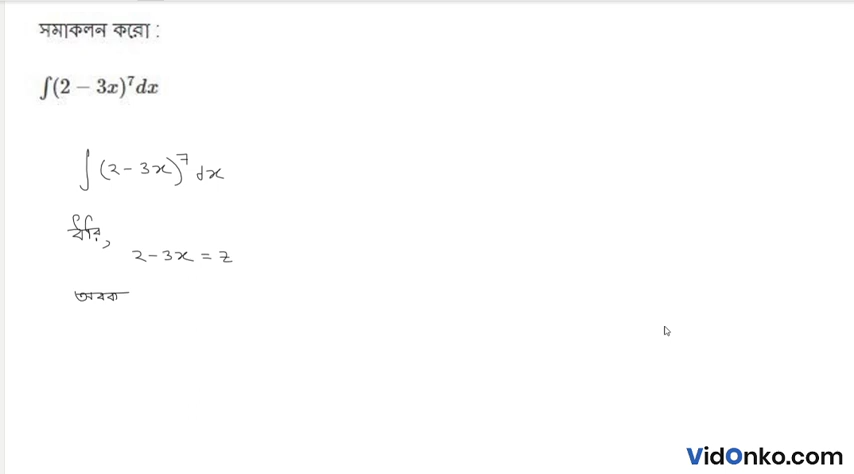 সমাকলন করো :
∫(2 − 3x)⁷dx
∫(2 − 3x)⁷ dx
ধরি,
2 − 3x = z
অথবা
VidOnko.com